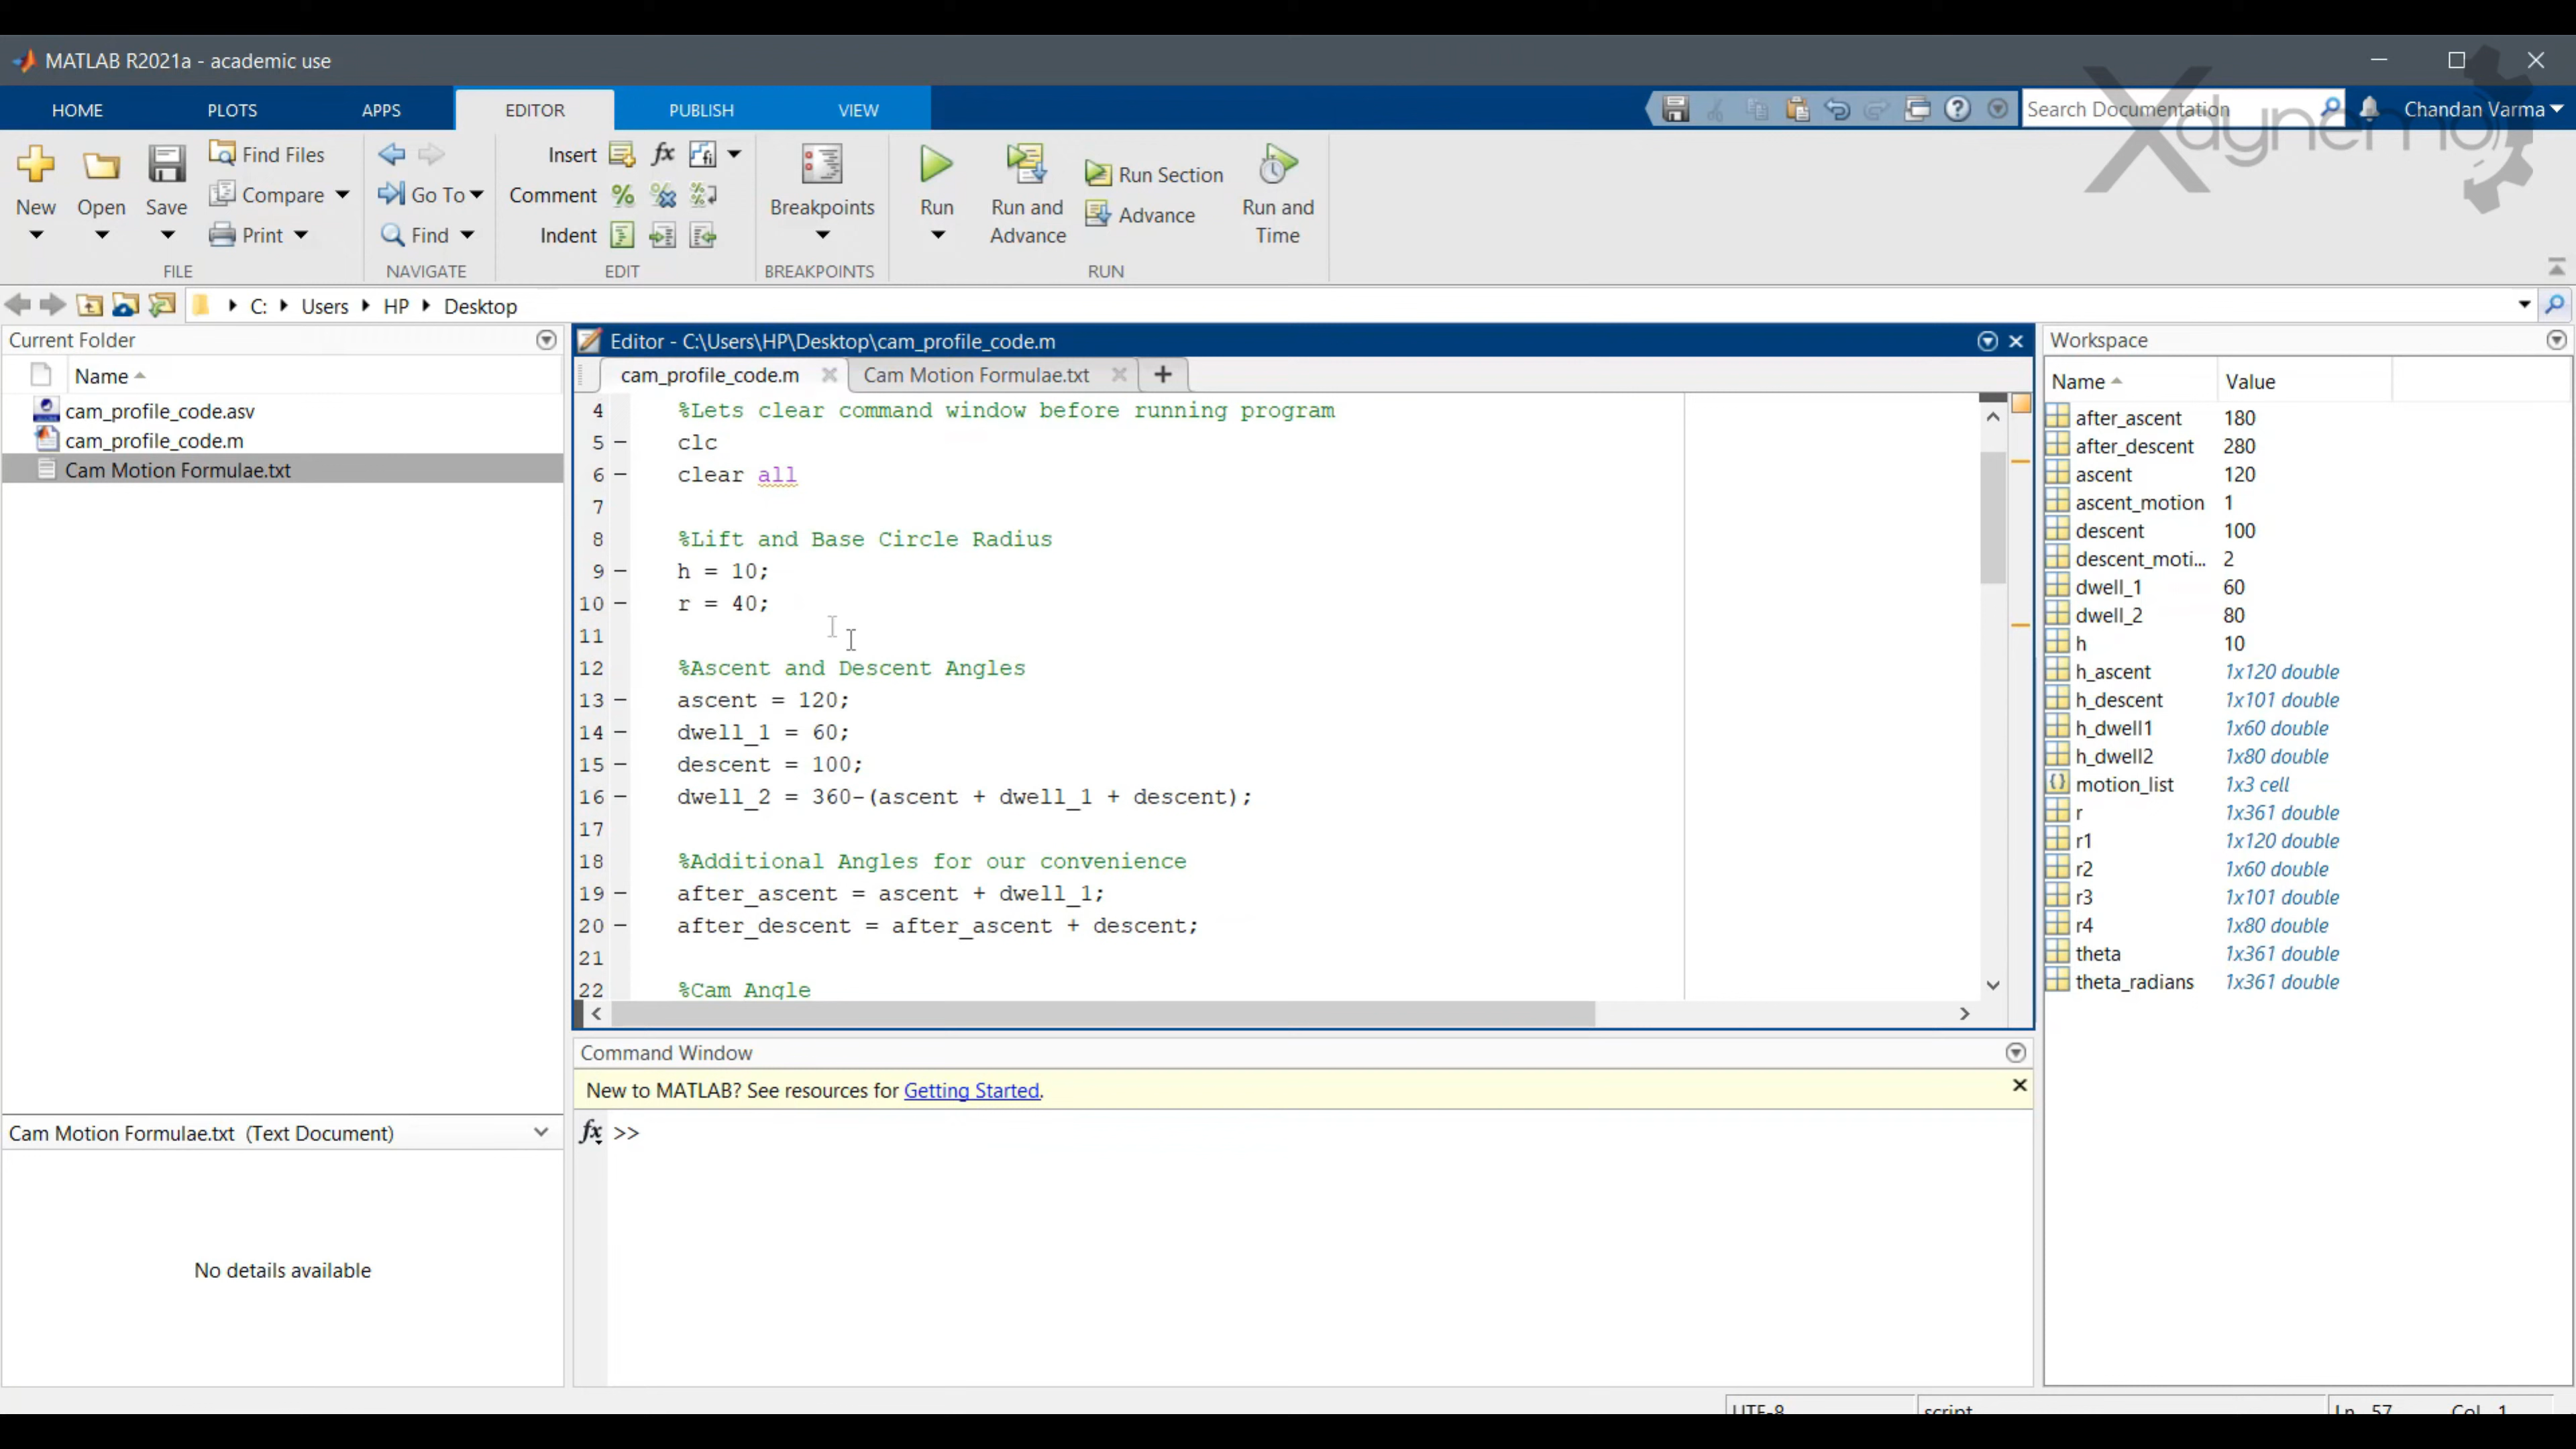 MATLAB R2021a - academic use
HOME PLOTS APPS EDITOR PUBLISH VIEW
Search Documentation
Chandan Varma
Xdynemo
New Open Save
Find Files
Compare
Print
FILE
Go To
Find
NAVIGATE
Insert fx fi
Comment % % %
Indent
EDIT
Breakpoints
BREAKPOINTS
Run
Run and Advance
Run Section
Advance
Run and Time
RUN
C: Users HP Desktop
Current Folder
Name
cam_profile_code.asv
cam_profile_code.m
Cam Motion Formulae.txt
Cam Motion Formulae.txt (Text Document)
No details available
Editor - C:\Users\HP\Desktop\cam_profile_code.m
cam_profile_code.m Cam Motion Formulae.txt +
4 %Lets clear command window before running program
5 − clc
6 − clear all
7
8 %Lift and Base Circle Radius
9 − h = 10;
10 − r = 40;
11
12 %Ascent and Descent Angles
13 − ascent = 120;
14 − dwell_1 = 60;
15 − descent = 100;
16 − dwell_2 = 360-(ascent + dwell_1 + descent);
17
18 %Additional Angles for our convenience
19 − after_ascent = ascent + dwell_1;
20 − after_descent = after_ascent + descent;
21
22 %Cam Angle
Command Window
New to MATLAB? See resources for Getting Started.
fx >>
Workspace
Name Value
after_ascent 180
after_descent 280
ascent 120
ascent_motion 1
descent 100
descent_moti... 2
dwell_1 60
dwell_2 80
h 10
h_ascent 1x120 double
h_descent 1x101 double
h_dwell1 1x60 double
h_dwell2 1x80 double
motion_list 1x3 cell
r 1x361 double
r1 1x120 double
r2 1x60 double
r3 1x101 double
r4 1x80 double
theta 1x361 double
theta_radians 1x361 double
UTF-8 script Ln 57 Col 1